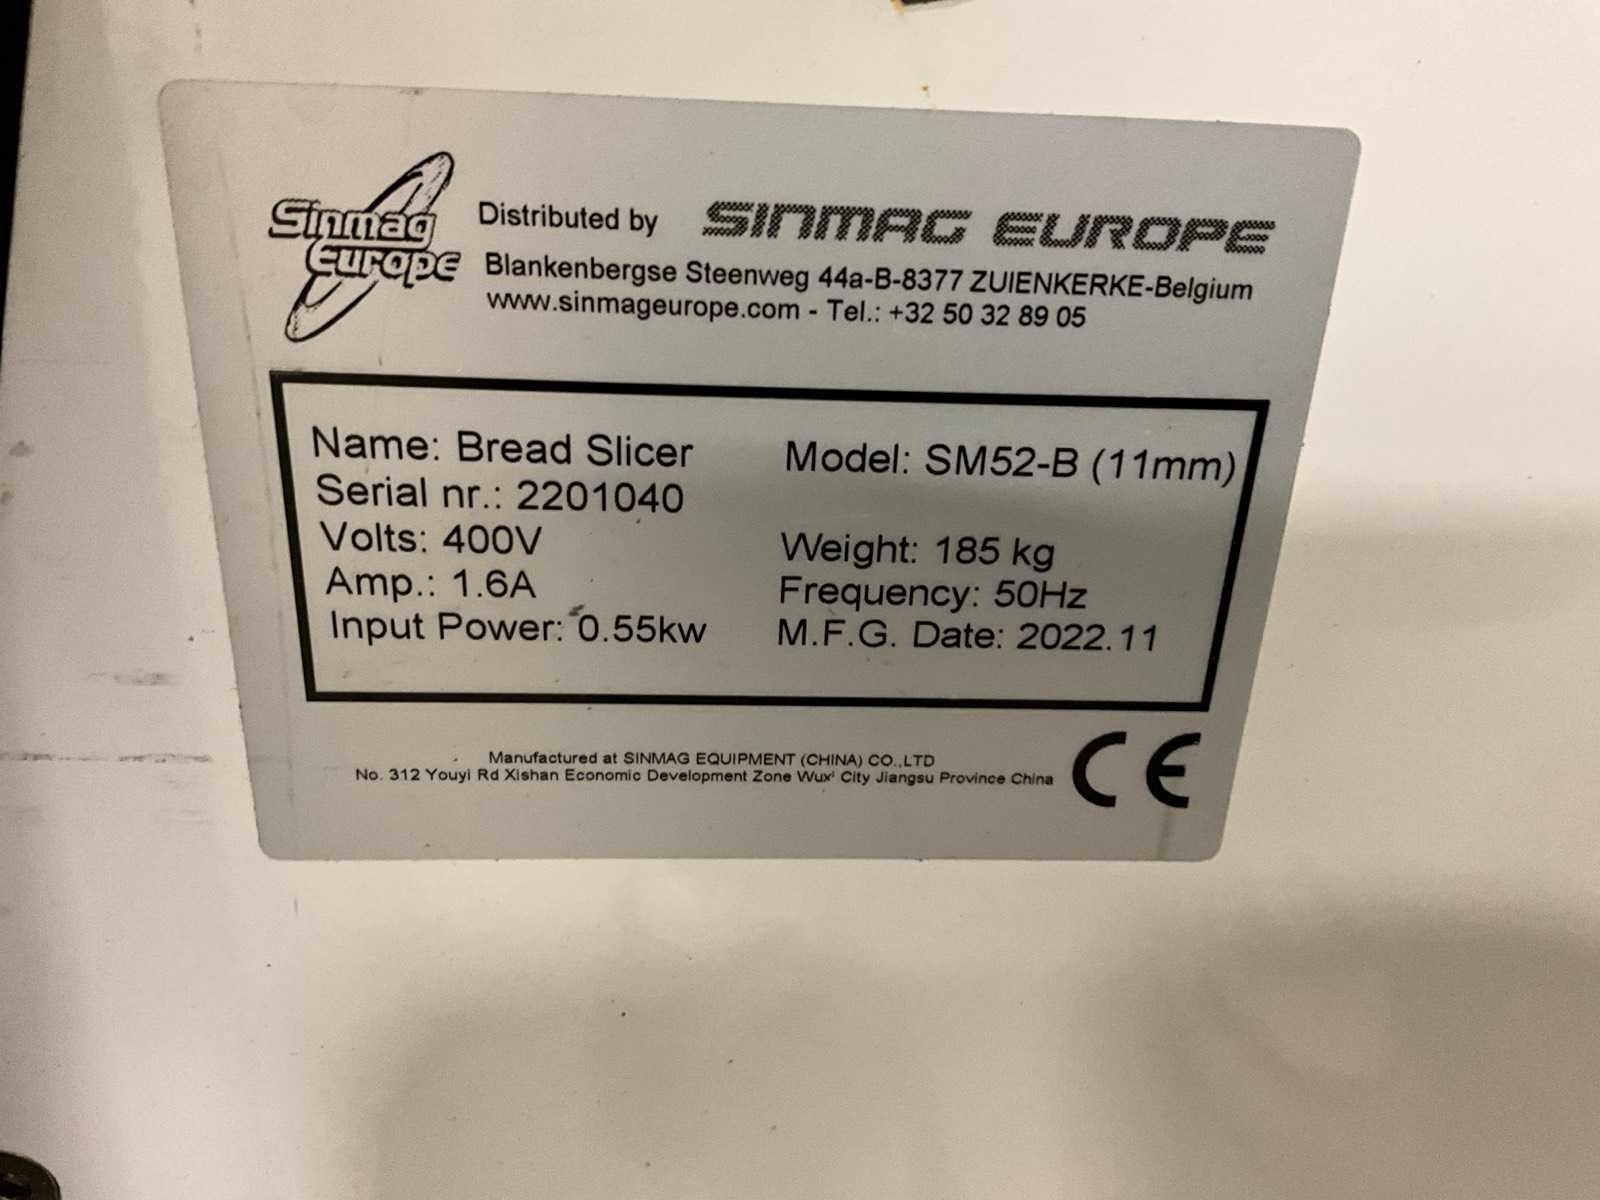 Sinmag
Europe
Distributed by SINMAG EUROPE
Blankenbergse Steenweg 44a-B-8377 ZUIENKERKE-Belgium
www.sinmageurope.com - Tel.: +32 50 32 89 05
Name: Bread Slicer Model: SM52-B (11mm)
Serial nr.: 2201040
Volts: 400V Weight: 185 kg
Amp.: 1.6A Frequency: 50Hz
Input Power: 0.55kw M.F.G. Date: 2022.11
Manufactured at SINMAG EQUIPMENT (CHINA) CO.,LTD
No. 312 Youyi Rd Xishan Economic Development Zone Wuxi City Jiangsu Province China
CE